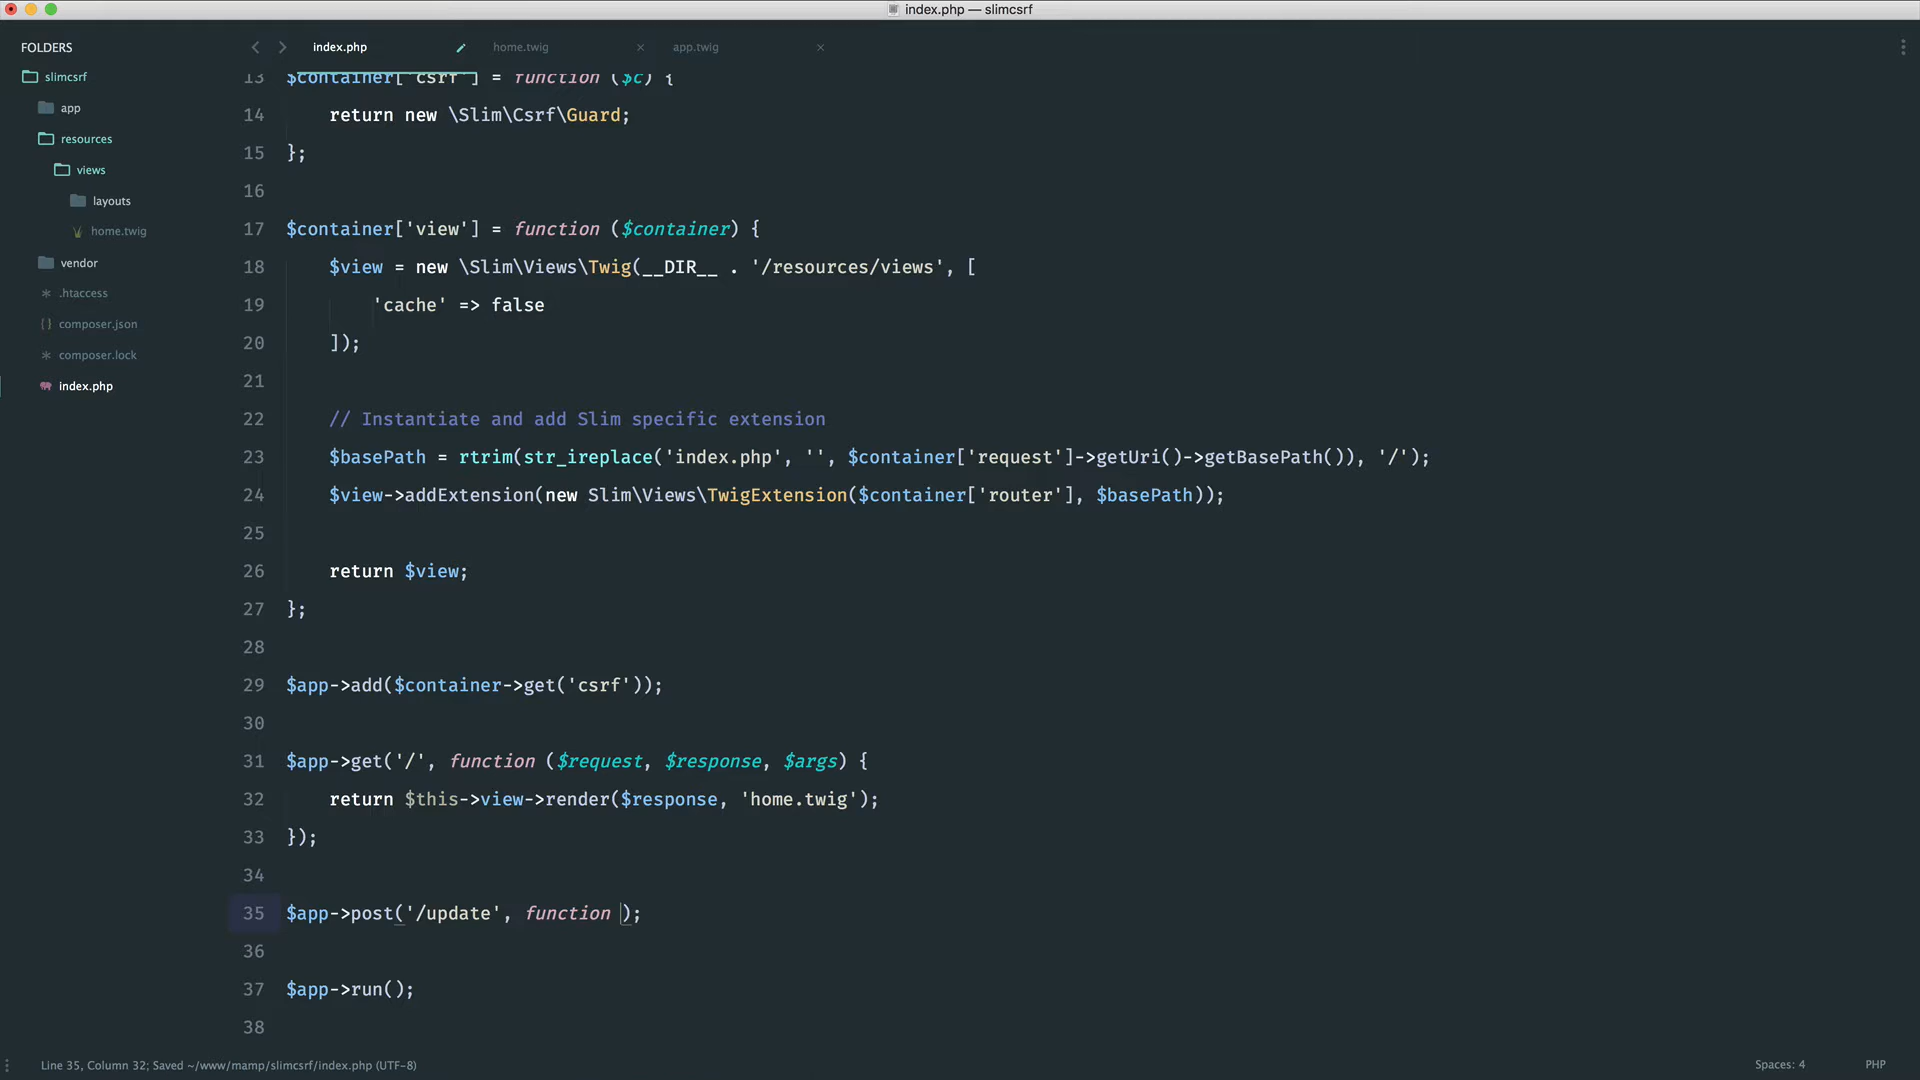 index.php — slimcsrf
FOLDERS
slimcsrf
app
resources
views
layouts
home.twig
vendor
.htaccess
composer.json
composer.lock
index.php
index.php
home.twig
app.twig
13 $container['csrf'] = function ($c) {
14     return new \Slim\Csrf\Guard;
15 };
16
17 $container['view'] = function ($container) {
18     $view = new \Slim\Views\Twig(__DIR__ . '/resources/views', [
19         'cache' => false
20     ]);
21
22     // Instantiate and add Slim specific extension
23     $basePath = rtrim(str_ireplace('index.php', '', $container['request']->getUri()->getBasePath()), '/');
24     $view->addExtension(new Slim\Views\TwigExtension($container['router'], $basePath));
25
26     return $view;
27 };
28
29 $app->add($container->get('csrf'));
30
31 $app->get('/', function ($request, $response, $args) {
32     return $this->view->render($response, 'home.twig');
33 });
34
35 $app->post('/update', function );
36
37 $app->run();
38
Line 35, Column 32; Saved ~/www/mamp/slimcsrf/index.php (UTF-8)
Spaces: 4
PHP